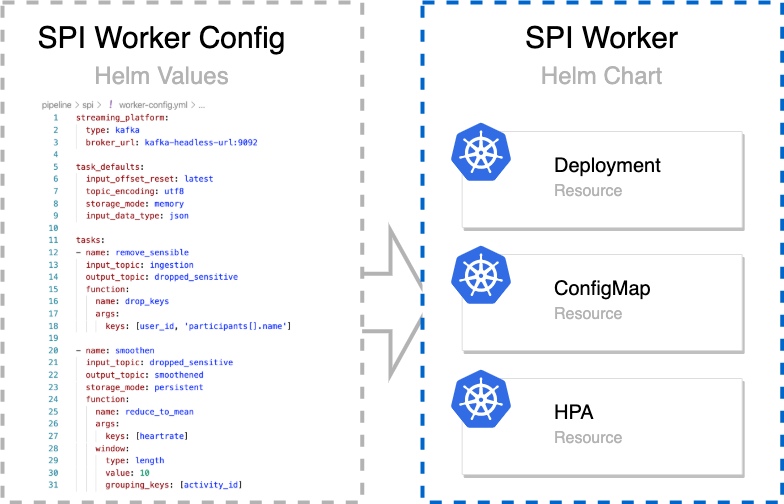 SPI Worker Config
Helm Values
pipeline > spi > ! worker-config.yml > ...
1 streaming_platform:
2 type: kafka
3 broker_url: kafka-headless-url:9092
4
5 task_defaults:
6 input_offset_reset: latest
7 topic_encoding: utf8
8 storage_mode: memory
9 input_data_type: json
10
11 tasks:
12 - name: remove_sensible
13 input_topic: ingestion
14 output_topic: dropped_sensitive
15 function:
16 name: drop_keys
17 args:
18 keys: [user_id, 'participants[].name']
19
20 - name: smoothen
21 input_topic: dropped_sensitive
22 output_topic: smoothened
23 storage_mode: persistent
24 function:
25 name: reduce_to_mean
26 args:
27 keys: [heartrate]
28 window:
29 type: length
30 value: 10
31 grouping_keys: [activity_id]
SPI Worker
Helm Chart
Deployment
Resource
ConfigMap
Resource
HPA
Resource